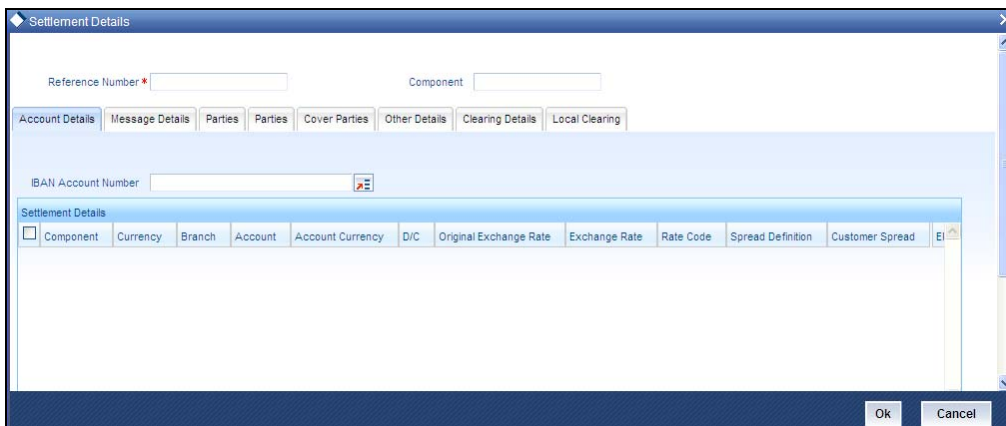 Settlement Details
Reference Number * Component
Account Details Message Details Parties Parties Cover Parties Other Details Clearing Details Local Clearing
IBAN Account Number
Settlement Details
Component Currency Branch Account Account Currency D/C Original Exchange Rate Exchange Rate Rate Code Spread Definition Customer Spread
Ok Cancel